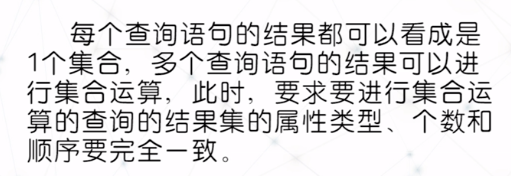 每个查询语句的结果都可以看成是
1个集合，多个查询语句的结果可以进
行集合运算，此时，要求要进行集合运
算的查询的结果集的属性类型、个数和
顺序要完全一致。